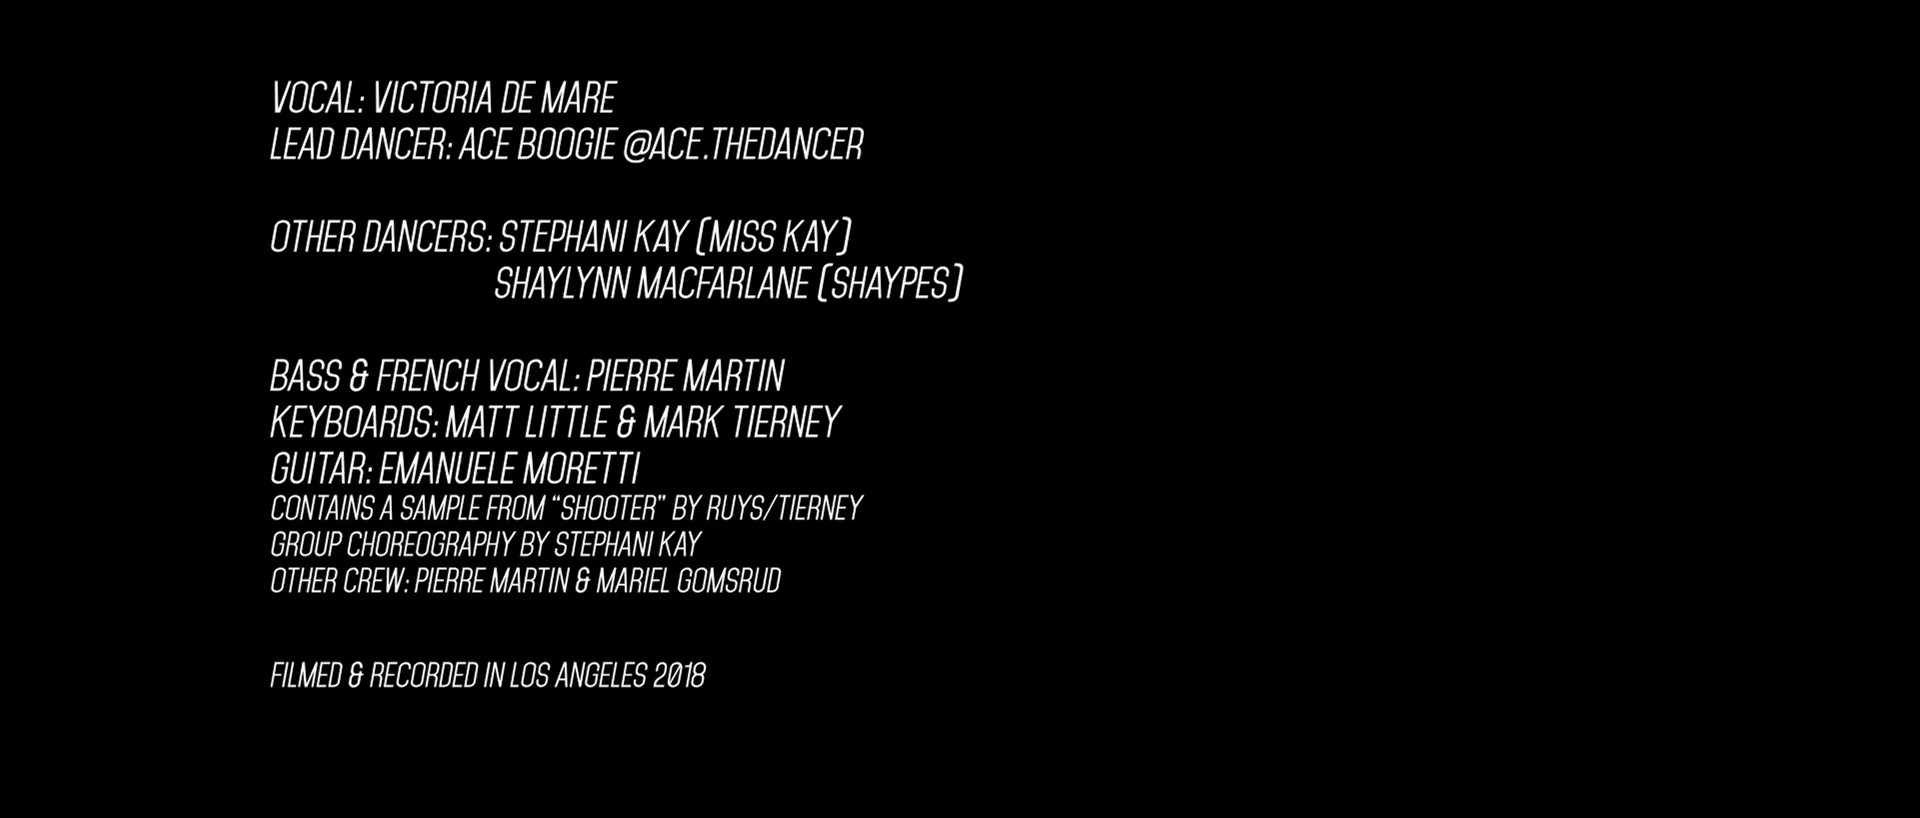 VOCAL: VICTORIA DE MARE
LEAD DANCER: ACE BOOGIE @ACE.THEDANCER
OTHER DANCERS: STEPHANI KAY (MISS KAY)
SHAYLYNN MACFARLANE (SHAYPES)
BASS & FRENCH VOCAL: PIERRE MARTIN
KEYBOARDS: MATT LITTLE & MARK TIERNEY
GUITAR: EMANUELE MORETTI
CONTAINS A SAMPLE FROM “SHOOTER” BY RUYS/TIERNEY
GROUP CHOREOGRAPHY BY STEPHANI KAY
OTHER CREW: PIERRE MARTIN & MARIEL GOMSRUD
FILMED & RECORDED IN LOS ANGELES 2018